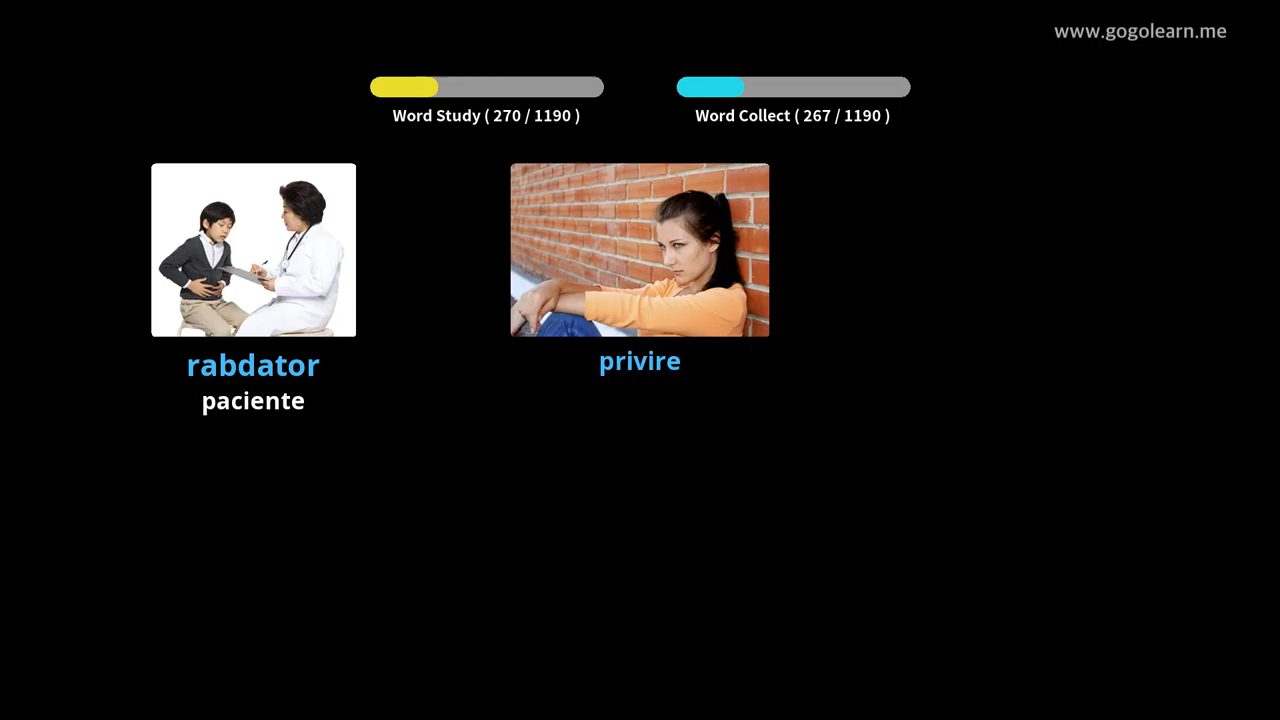 www.gogolearn.me
Word Study ( 270 / 1190 )
Word Collect ( 267 / 1190 )
rabdator
paciente
privire